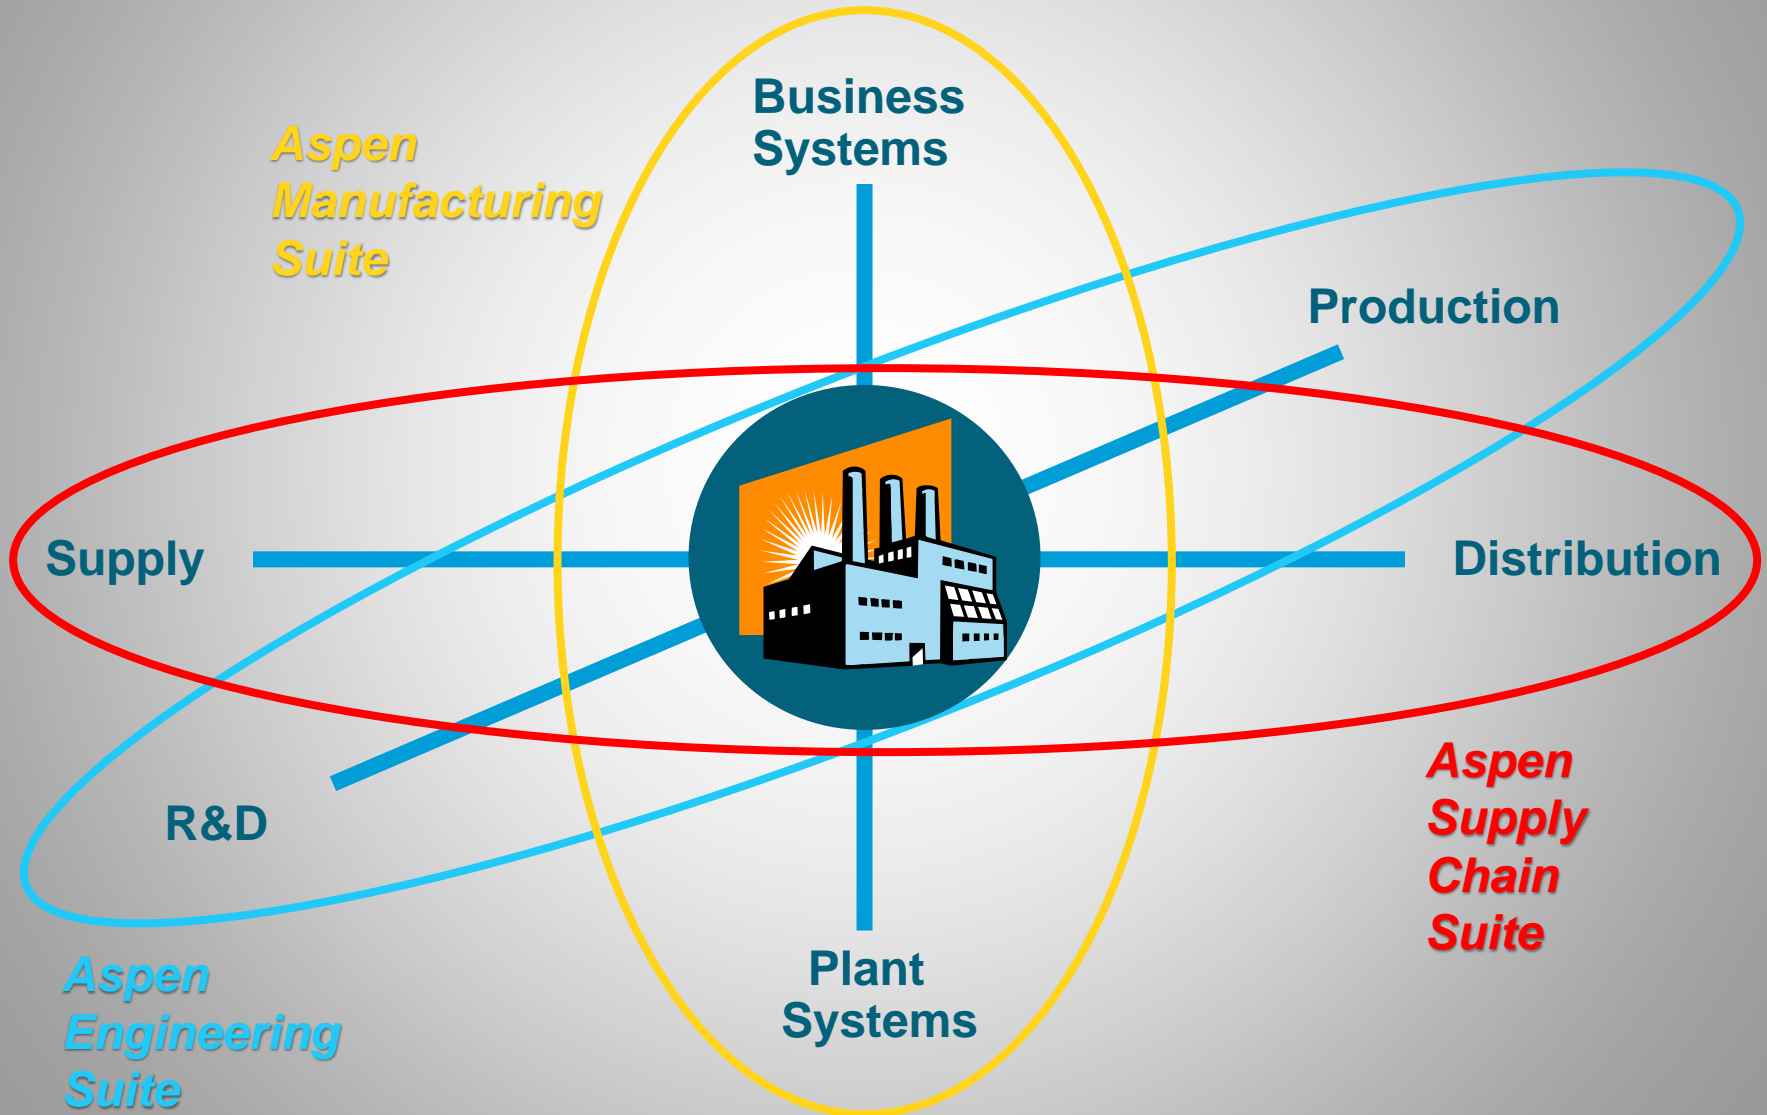 Business
Systems
Aspen
Manufacturing
Suite
Production
Supply
Distribution
R&D
Aspen
Supply
Chain
Suite
Plant
Systems
Aspen
Engineering
Suite